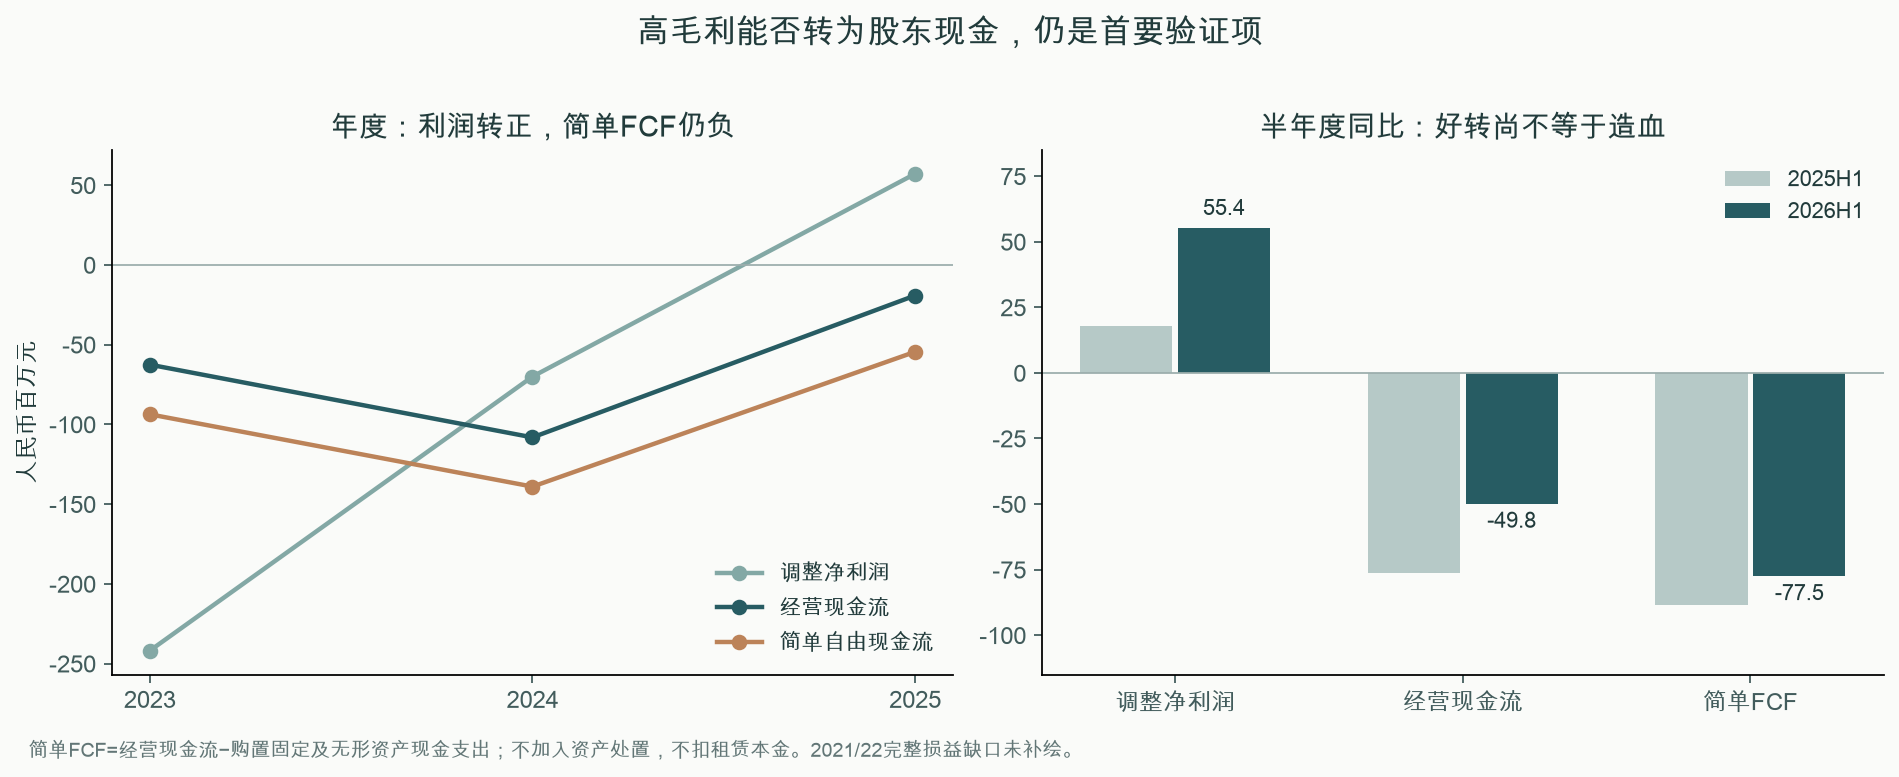 高毛利能否转为股东现金，仍是首要验证项
年度：利润转正，简单FCF仍负
人民币百万元
50
0
-50
-100
-150
-200
-250
2023
2024
2025
调整净利润
经营现金流
简单自由现金流
半年度同比：好转尚不等于造血
75
50
25
0
-25
-50
-75
-100
2025H1
2026H1
55.4
-49.8
-77.5
调整净利润
经营现金流
简单FCF
简单FCF=经营现金流−购置固定及无形资产现金支出；不加入资产处置，不扣租赁本金。2021/22完整损益缺口未补绘。